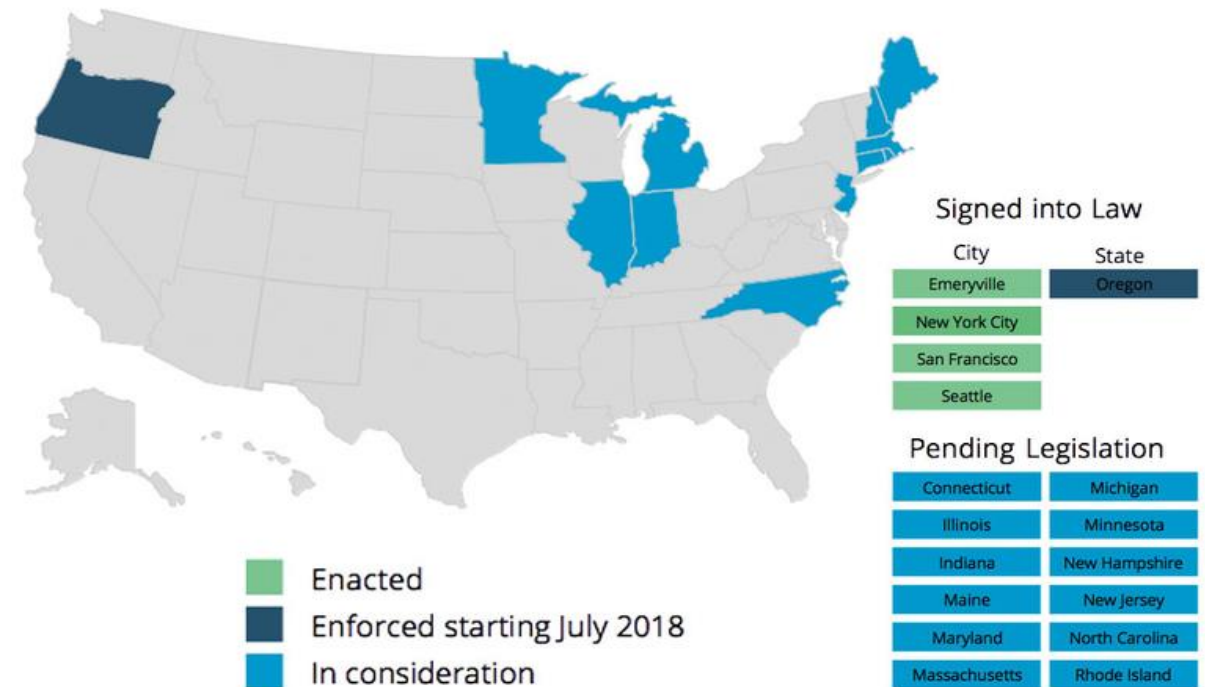 Signed into Law
City State
Emeryville Oregon
New York City
San Francisco
Seattle
Pending Legislation
Connecticut Michigan
Illinois Minnesota
Indiana New Hampshire
Maine New Jersey
Maryland North Carolina
Massachusetts Rhode Island
Enacted
Enforced starting July 2018
In consideration